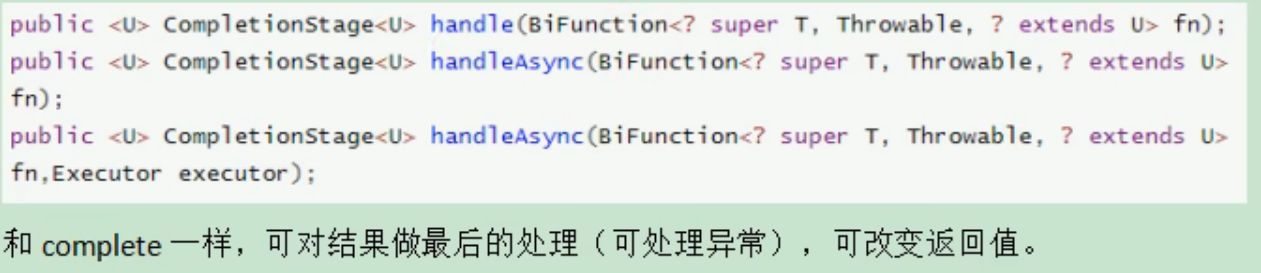 public <U> CompletionStage<U> handle(BiFunction<? super T, Throwable, ? extends U> fn);
public <U> CompletionStage<U> handleAsync(BiFunction<? super T, Throwable, ? extends U>
fn);
public <U> CompletionStage<U> handleAsync(BiFunction<? super T, Throwable, ? extends U>
fn,Executor executor);
和 complete 一样，可对结果做最后的处理（可处理异常），可改变返回值。